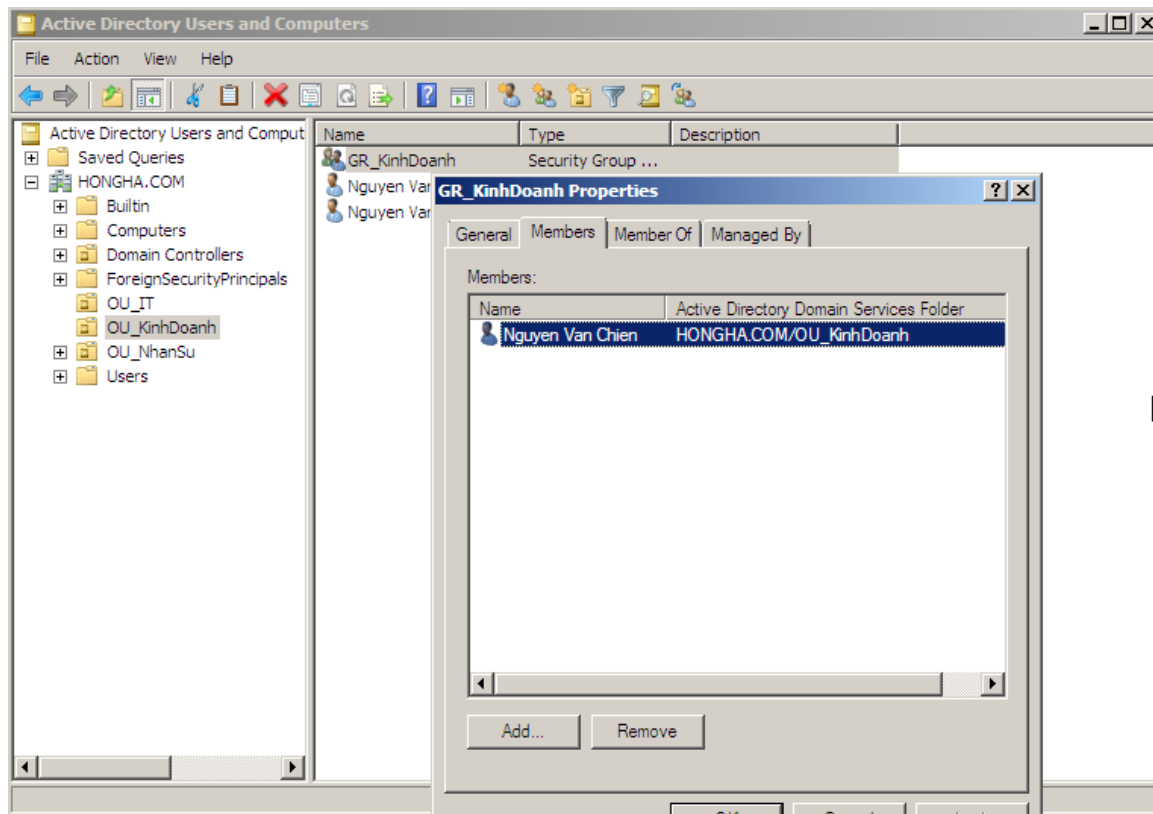 Active Directory Users and Computers
File Action View Help
Active Directory Users and Comput
Saved Queries
HONGHA.COM
Builtin
Computers
Domain Controllers
ForeignSecurityPrincipals
OU_IT
OU_KinhDoanh
OU_NhanSu
Users
Name Type Description
GR_KinhDoanh Security Group ...
Nguyen Var
Nguyen Var
GR_KinhDoanh Properties
General Members Member Of Managed By
Members:
Name Active Directory Domain Services Folder
Nguyen Van Chien HONGHA.COM/OU_KinhDoanh
Add... Remove